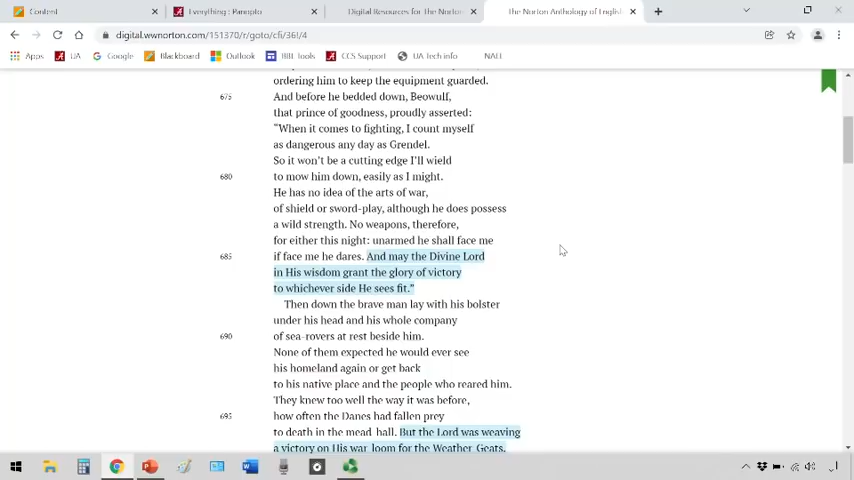 Content
Everything : Panopto
Digital Resources for the Norton
The Norton Anthology of English
digital.wwnorton.com/151370/r/goto/cfi/36!/4
Apps UA Google Blackboard Outlook BILL Tools CCS Support UA Tech info NAEI
ordering him to keep the equipment guarded.
675 And before he bedded down, Beowulf,
that prince of goodness, proudly asserted:
“When it comes to fighting, I count myself
as dangerous any day as Grendel.
So it won’t be a cutting edge I’ll wield
680 to mow him down, easily as I might.
He has no idea of the arts of war,
of shield or sword-play, although he does possess
a wild strength. No weapons, therefore,
for either this night: unarmed he shall face me
685 if face me he dares. And may the Divine Lord
in His wisdom grant the glory of victory
to whichever side He sees fit.”
Then down the brave man lay with his bolster
under his head and his whole company
690 of sea-rovers at rest beside him.
None of them expected he would ever see
his homeland again or get back
to his native place and the people who reared him.
They knew too well the way it was before,
695 how often the Danes had fallen prey
to death in the mead hall. But the Lord was weaving
a victory on His war loom for the Weather Geats.